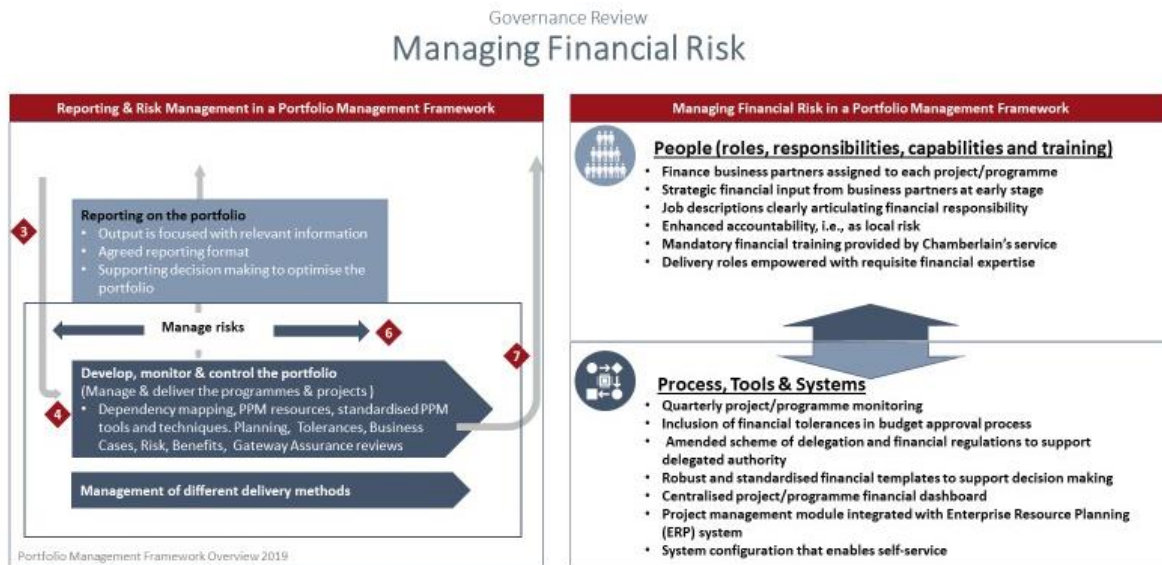 Governance Review
Managing Financial Risk
Reporting & Risk Management in a Portfolio Management Framework
3
Reporting on the portfolio
• Output is focused with relevant information
• Agreed reporting format
• Supporting decision making to optimise the
portfolio
Manage risks
6
7
4
Develop, monitor & control the portfolio
(Manage & deliver the programmes & projects )
• Dependency mapping, PPM resources, standardised PPM
tools and techniques. Planning, Tolerances, Business
Cases, Risk, Benefits, Gateway Assurance reviews
Management of different delivery methods
Portfolio Management Framework Overview 2019
Managing Financial Risk in a Portfolio Management Framework
People (roles, responsibilities, capabilities and training)
• Finance business partners assigned to each project/programme
• Strategic financial input from business partners at early stage
• Job descriptions clearly articulating financial responsibility
• Enhanced accountability, i.e., as local risk
• Mandatory financial training provided by Chamberlain's service
• Delivery roles empowered with requisite financial expertise
Process, Tools & Systems
• Quarterly project/programme monitoring
• Inclusion of financial tolerances in budget approval process
• Amended scheme of delegation and financial regulations to support
delegated authority
• Robust and standardised financial templates to support decision making
• Centralised project/programme financial dashboard
• Project management module integrated with Enterprise Resource Planning
(ERP) system
• System configuration that enables self-service